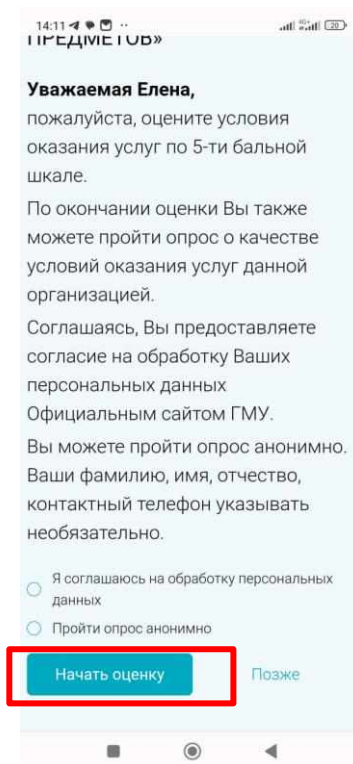 14:11
ПРЕДМЕТОВ»
Уважаемая Елена,
пожалуйста, оцените условия
оказания услуг по 5-ти бальной
шкале.
По окончании оценки Вы также
можете пройти опрос о качестве
условий оказания услуг данной
организацией.
Соглашаясь, Вы предоставляете
согласие на обработку Ваших
персональных данных
Официальным сайтом ГМУ.
Вы можете пройти опрос анонимно.
Ваши фамилию, имя, отчество,
контактный телефон указывать
необязательно.
Я соглашаюсь на обработку персональных
данных
Пройти опрос анонимно
Начать оценку Позже